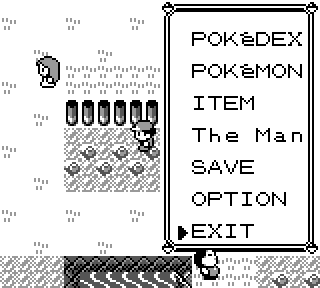 POKéDEX
POKéMON
ITEM
The Man
SAVE
OPTION
EXIT